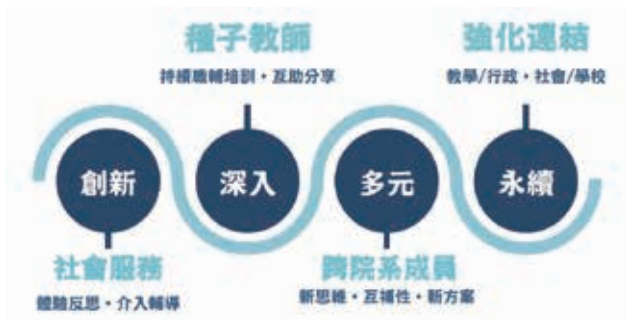 種子教師
持續職輔培訓・互助分享
強化連結
教學/行政・社會/學校
創新
深入
多元
永續
社會服務
體驗反思・介入輔導
跨院系成員
新思維・互補性・新方案